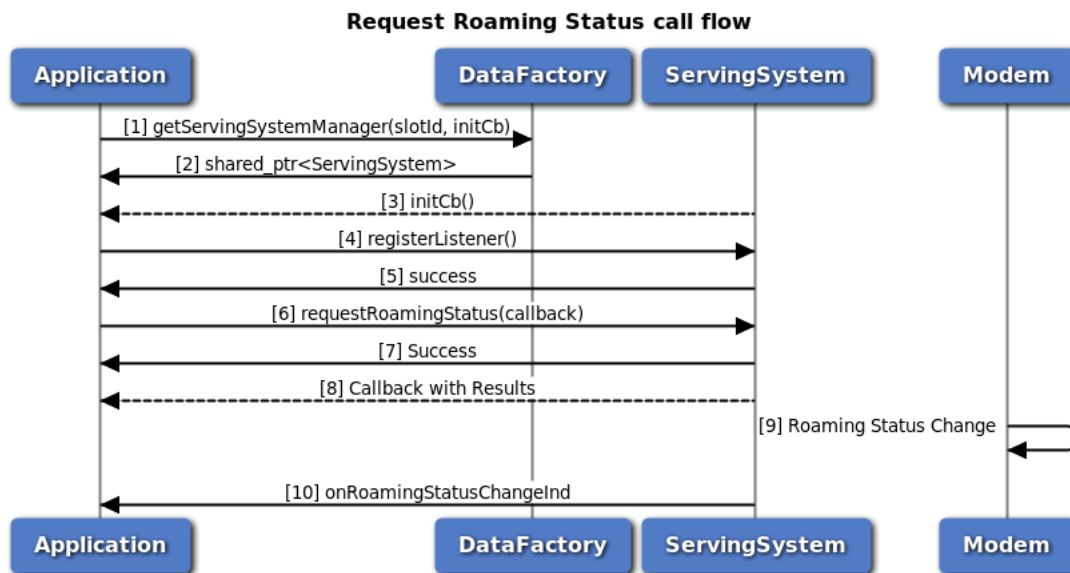 Request Roaming Status call flow
Application DataFactory ServingSystem Modem
[1] getServingSystemManager(slotId, initCb)
[2] shared_ptr<ServingSystem>
[3] initCb()
[4] registerListener()
[5] success
[6] requestRoamingStatus(callback)
[7] Success
[8] Callback with Results
[9] Roaming Status Change
[10] onRoamingStatusChangeInd
Application DataFactory ServingSystem Modem